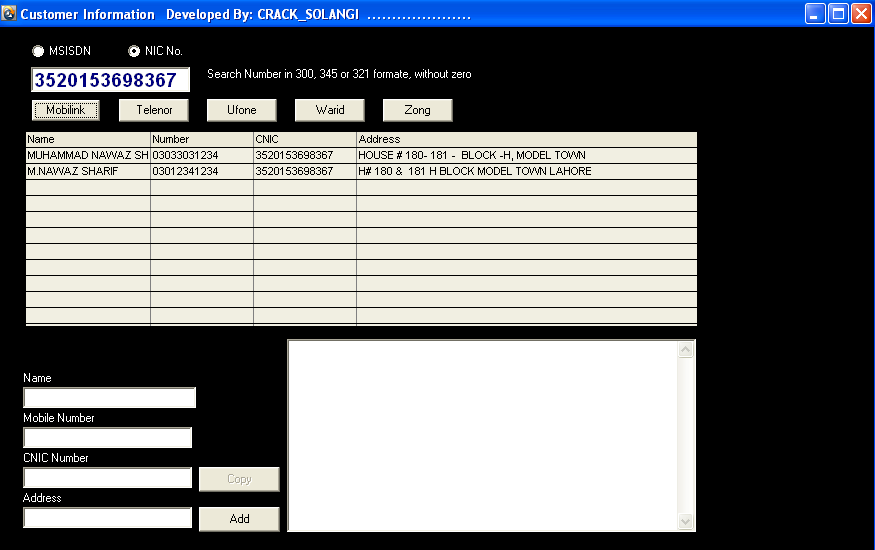 Customer Information Developed By: CRACK_SOLANGI .....................
MSISDN NIC No.
3520153698367 Search Number in 300, 345 or 321 formate, without zero
Mobilink Telenor Ufone Warid Zong
Name Number CNIC Address
MUHAMMAD NAWAZ SH 03033031234 3520153698367 HOUSE # 180- 181 - BLOCK -H, MODEL TOWN
M.NAWAZ SHARIF 03012341234 3520153698367 H# 180 & 181 H BLOCK MODEL TOWN LAHORE
Name
Mobile Number
CNIC Number
Copy
Address
Add